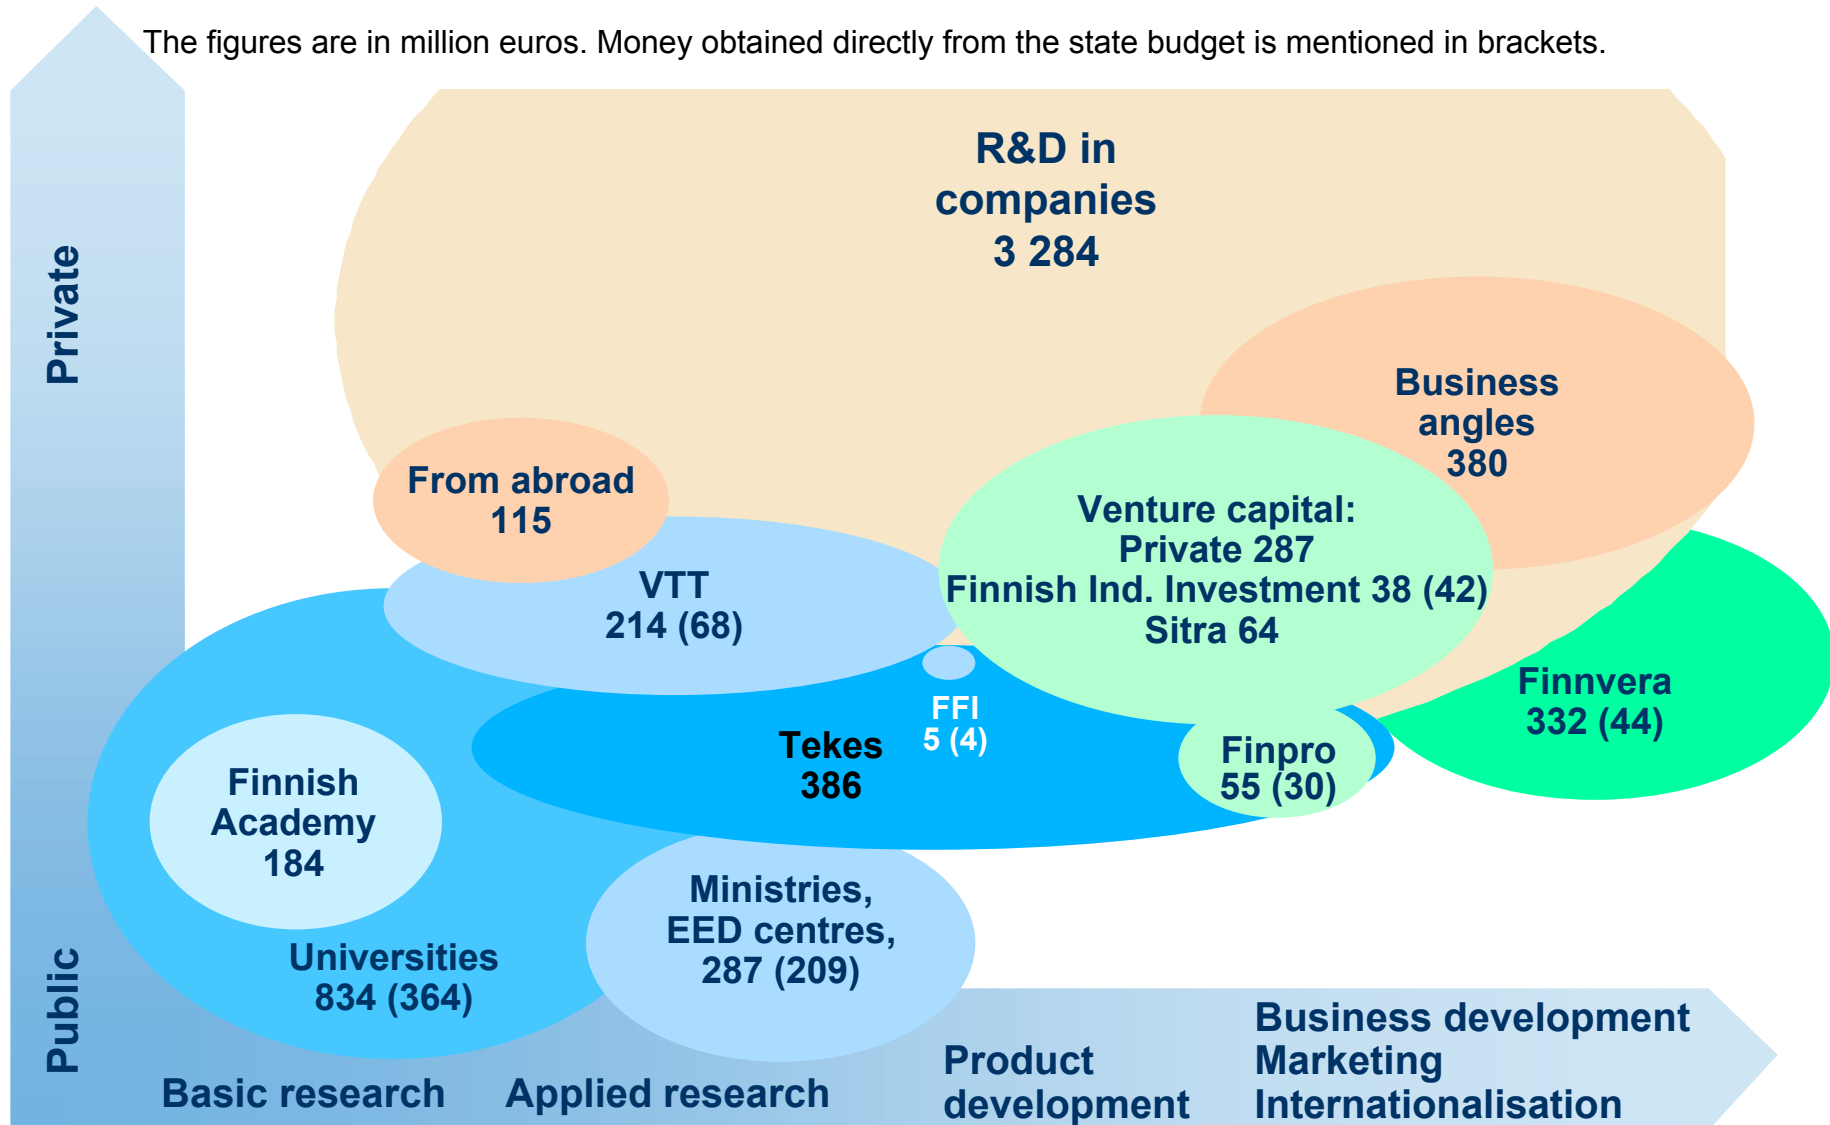 The figures are in million euros. Money obtained directly from the state budget is mentioned in brackets.
Private
Public
R&D in
companies
3 284
Business
angles
380
From abroad
115
Venture capital:
Private 287
Finnish Ind. Investment 38 (42)
Sitra 64
VTT
214 (68)
Finnvera
332 (44)
FFI
5 (4)
Tekes
386
Finpro
55 (30)
Finnish
Academy
184
Ministries,
EED centres,
287 (209)
Universities
834 (364)
Basic research
Applied research
Product
development
Business development
Marketing
Internationalisation